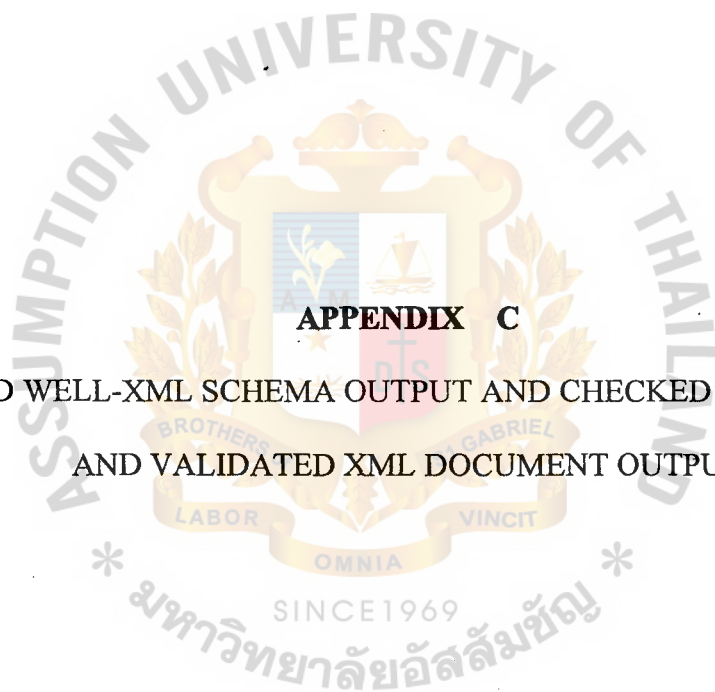 UNIVERSITY OF THAILAND
ASSUMPTION
A M
APPENDIX C
D S
D WELL-XML SCHEMA OUTPUT AND CHECKED
BROTHERS GABRIEL
AND VALIDATED XML DOCUMENT OUTPU
LABOR VINCIT
OMNIA
* SINCE1969 *
มหาวิทยาลัยอัสสัมชัญ